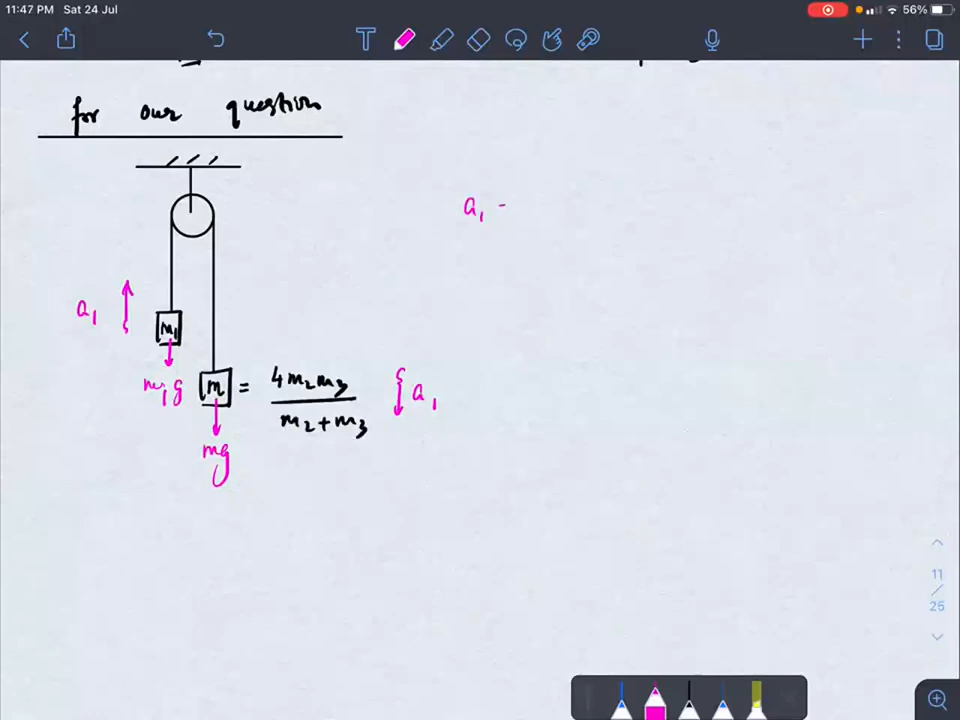 11:47 PM Sat 24 Jul
56%
for our question
a₁ -
a₁
m₁
m₁g
m = 4m₂m₃ / m₂+m₃
a₁
mg
11
/
25